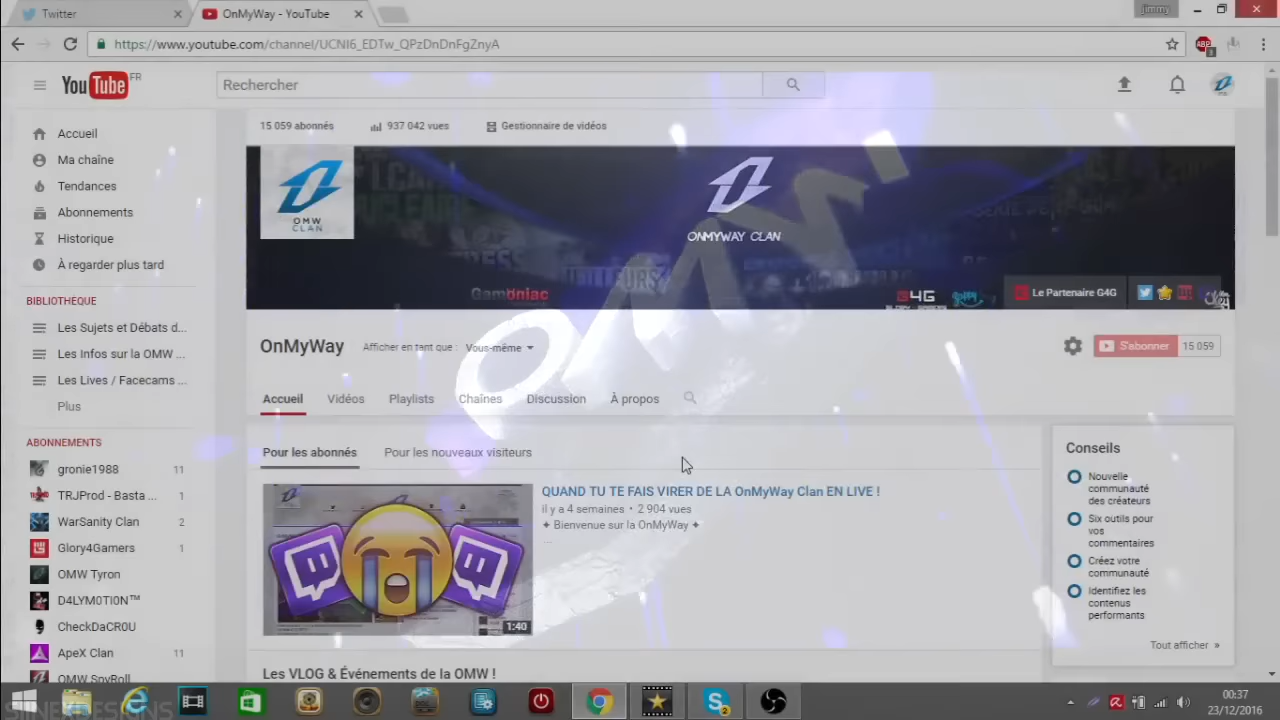 Twitter
OnMyWay - YouTube
jimmy
https://www.youtube.com/channel/UCNI6_EDTw_QPzDnDnFgZnyA
ABP
YouTube FR
Rechercher
15 059 abonnés
937 042 vues
Gestionnaire de vidéos
Accueil
Ma chaîne
Tendances
Abonnements
Historique
À regarder plus tard
BIBLIOTHÈQUE
Les Sujets et Débats d...
Les Infos sur la OMW ...
Les Lives / Facecams ...
Plus
ABONNEMENTS
gronie1988 11
TRJProd - Basta ... 1
WarSanity Clan 2
Glory4Gamers 1
OMW Tyron
D4LYM0TI0N™
CheckDaCR0U
ApeX Clan 11
OMW SpyRoll
OMW
CLAN
ONMYWAY CLAN
MEILLEURS
G4G
Le Partenaire G4G
OMW
OnMyWay
Afficher en tant que :
Vous-même
S'abonner 15 059
Accueil
Vidéos
Playlists
Chaînes
Discussion
À propos
Pour les abonnés
Pour les nouveaux visiteurs
QUAND TU TE FAIS VIRER DE LA OnMyWay Clan EN LIVE !
il y a 4 semaines • 2 904 vues
✦ Bienvenue sur la OnMyWay ✦
...
1:40
Les VLOG & Événements de la OMW !
Conseils
Nouvelle
communauté
des créateurs
Six outils pour
vos
commentaires
Créez votre
communauté
Identifiez les
contenus
performants
Tout afficher »
00:37
23/12/2016